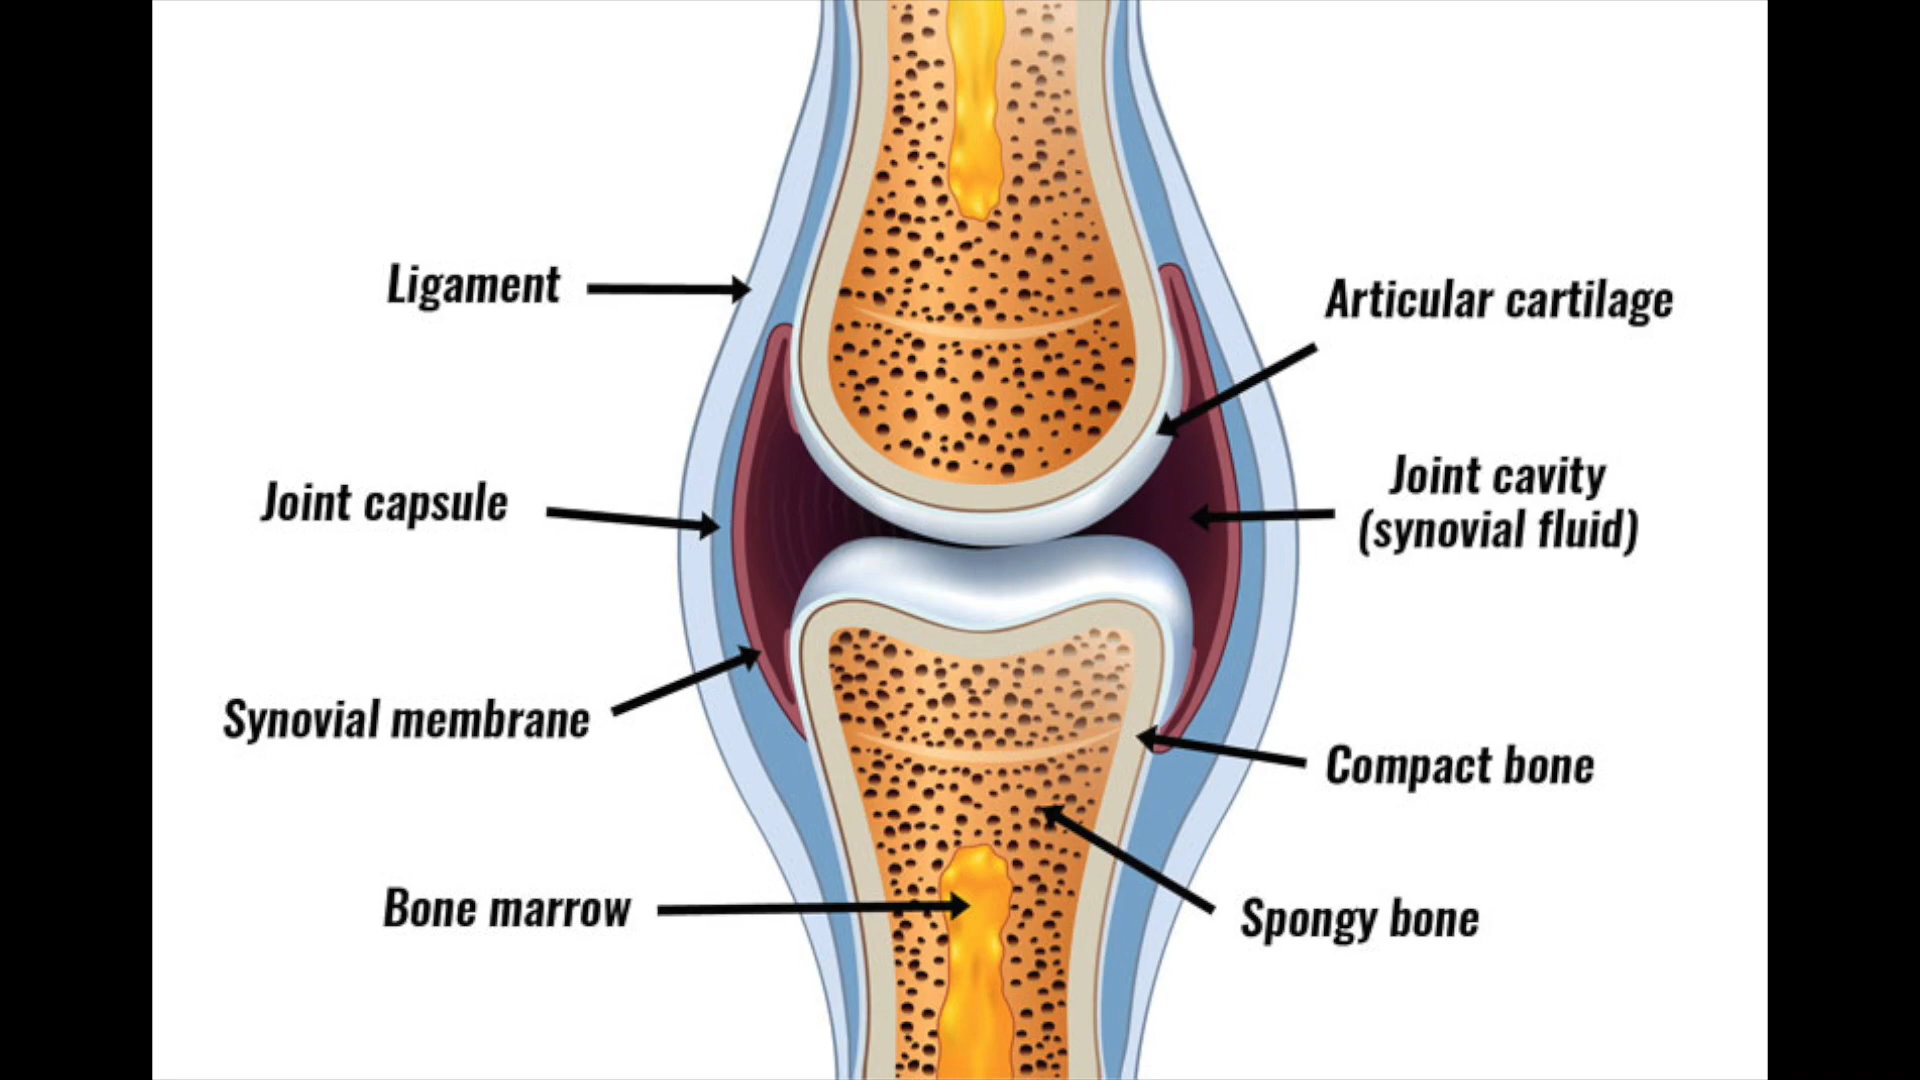 Ligament
Articular cartilage
Joint capsule
Joint cavity
(synovial fluid)
Synovial membrane
Compact bone
Bone marrow
Spongy bone